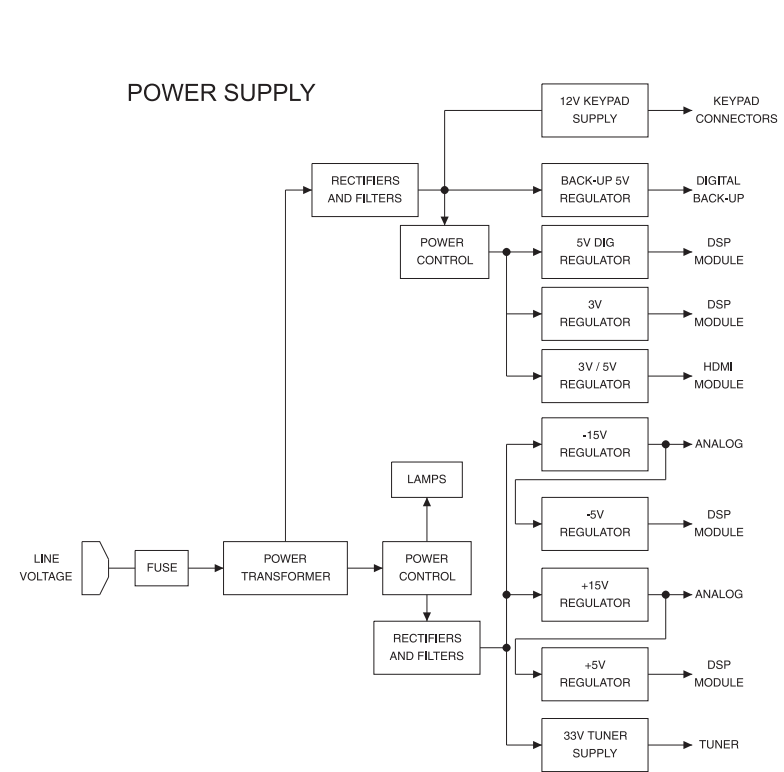 POWER SUPPLY
12V KEYPAD
SUPPLY
KEYPAD
CONNECTORS
RECTIFIERS
AND FILTERS
BACK-UP 5V
REGULATOR
DIGITAL
BACK-UP
POWER
CONTROL
5V DIG
REGULATOR
DSP
MODULE
3V
REGULATOR
DSP
MODULE
3V / 5V
REGULATOR
HDMI
MODULE
-15V
REGULATOR
ANALOG
LAMPS
-5V
REGULATOR
DSP
MODULE
LINE
VOLTAGE
FUSE
POWER
TRANSFORMER
POWER
CONTROL
+15V
REGULATOR
ANALOG
RECTIFIERS
AND FILTERS
+5V
REGULATOR
DSP
MODULE
33V TUNER
SUPPLY
TUNER